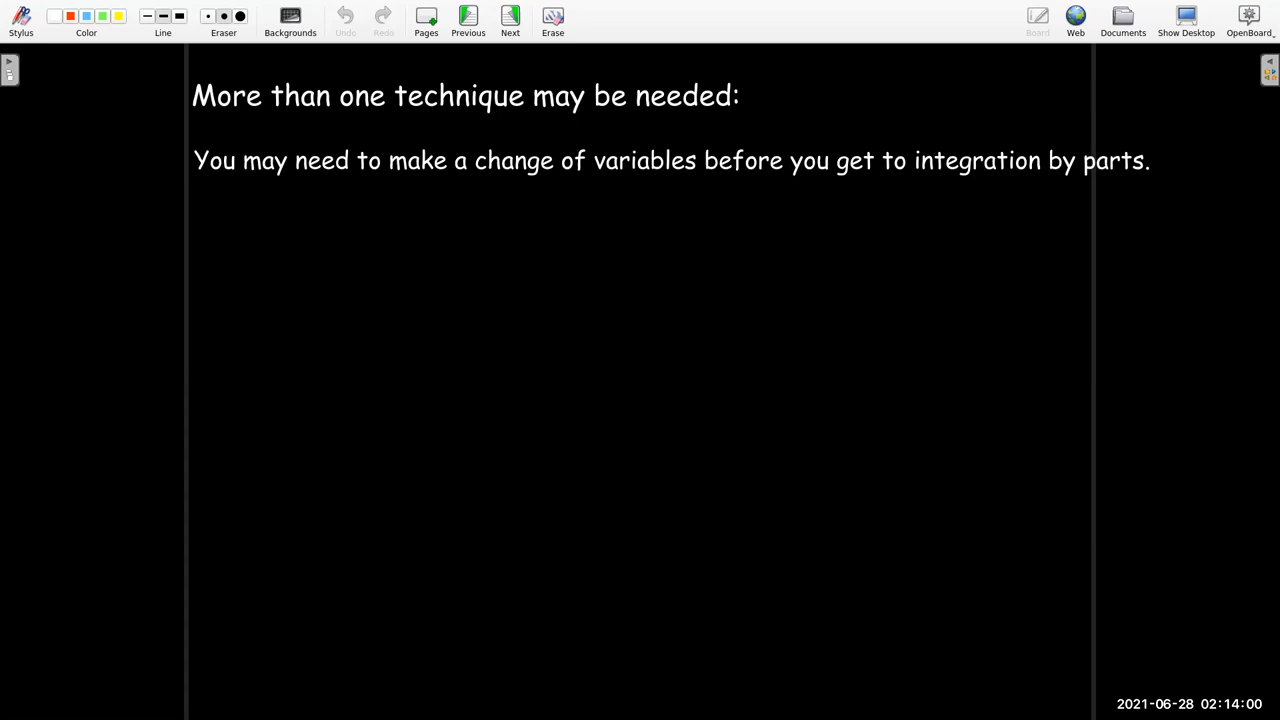 Stylus Color Line Eraser Backgrounds Undo Redo Pages Previous Next Erase Board Web Documents Show Desktop OpenBoard
More than one technique may be needed:
You may need to make a change of variables before you get to integration by parts.
2021-06-28 02:14:00